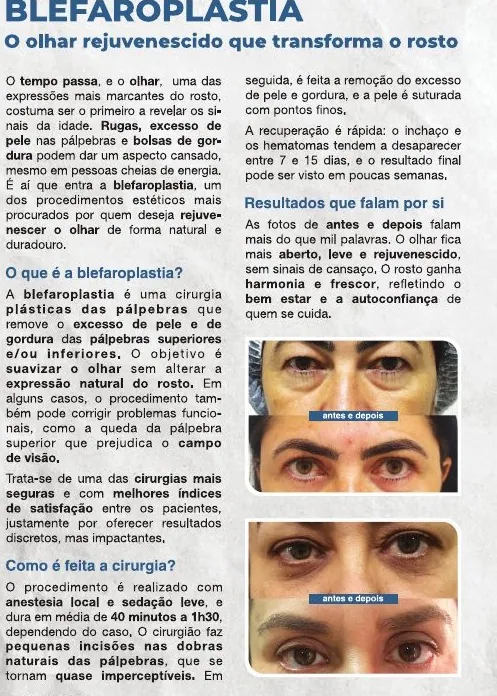 BLEFAROPLASTIA
O olhar rejuvenescido que transforma o rosto
O tempo passa, e o olhar, uma das
expressões mais marcantes do rosto,
costuma ser o primeiro a revelar os si-
nais da idade. Rugas, excesso de
pele nas pálpebras e bolsas de gor-
dura podem dar um aspecto cansado,
mesmo em pessoas cheias de energia.
É aí que entra a blefaroplastia, um
dos procedimentos estéticos mais
procurados por quem deseja rejuve-
nescer o olhar de forma natural e
duradouro.
O que é a blefaroplastia?
A blefaroplastia é uma cirurgia
plásticas das pálpebras que
remove o excesso de pele e de
gordura das pálpebras superiores
e/ou inferiores. O objetivo é
suavizar o olhar sem alterar a
expressão natural do rosto. Em
alguns casos, o procedimento tam-
bém pode corrigir problemas funcio-
nais, como a queda da pálpebra
superior que prejudica o campo
de visão.
Trata-se de uma das cirurgias mais
seguras e com melhores índices
de satisfação entre os pacientes,
justamente por oferecer resultados
discretos, mas impactantes.
Como é feita a cirurgia?
O procedimento é realizado com
anestesia local e sedação leve, e
dura em média de 40 minutos a 1h30,
dependendo do caso. O cirurgião faz
pequenas incisões nas dobras
naturais das pálpebras, que se
tornam quase imperceptíveis. Em
seguida, é feita a remoção do excesso
de pele e gordura, e a pele é suturada
com pontos finos.
A recuperação é rápida: o inchaço e
os hematomas tendem a desaparecer
entre 7 e 15 dias, e o resultado final
pode ser visto em poucas semanas.
Resultados que falam por si
As fotos de antes e depois falam
mais do que mil palavras. O olhar fica
mais aberto, leve e rejuvenescido,
sem sinais de cansaço. O rosto ganha
harmonia e frescor, refletindo o
bem estar e a autoconfiança de
quem se cuida.
antes e depois
antes e depois